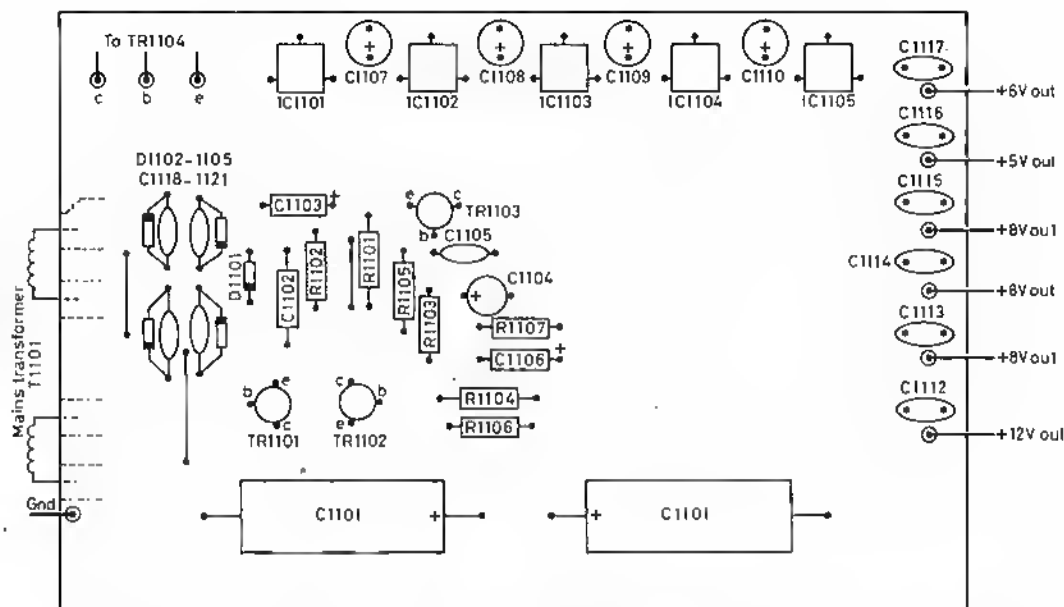 To TR1104
c b e
C1107
C1108
C1109
C1110
IC1101
IC1102
IC1103
IC1104
IC1105
C1117
+6V out
C1116
+5V out
C1115
+8V out
C1114
+8V out
C1113
+8V out
C1112
+12V out
D1102-1105
C1118-1121
C1103
+
e c
b
TR1103
C1105
D1101
C1102
R1102
R1101
R1105
R1103
+
C1104
R1107
C1106
+
R1104
R1106
b e c
TR1101
c b e
TR1102
Mains transformer
T1101
Gnd
C1101 +
+ C1101